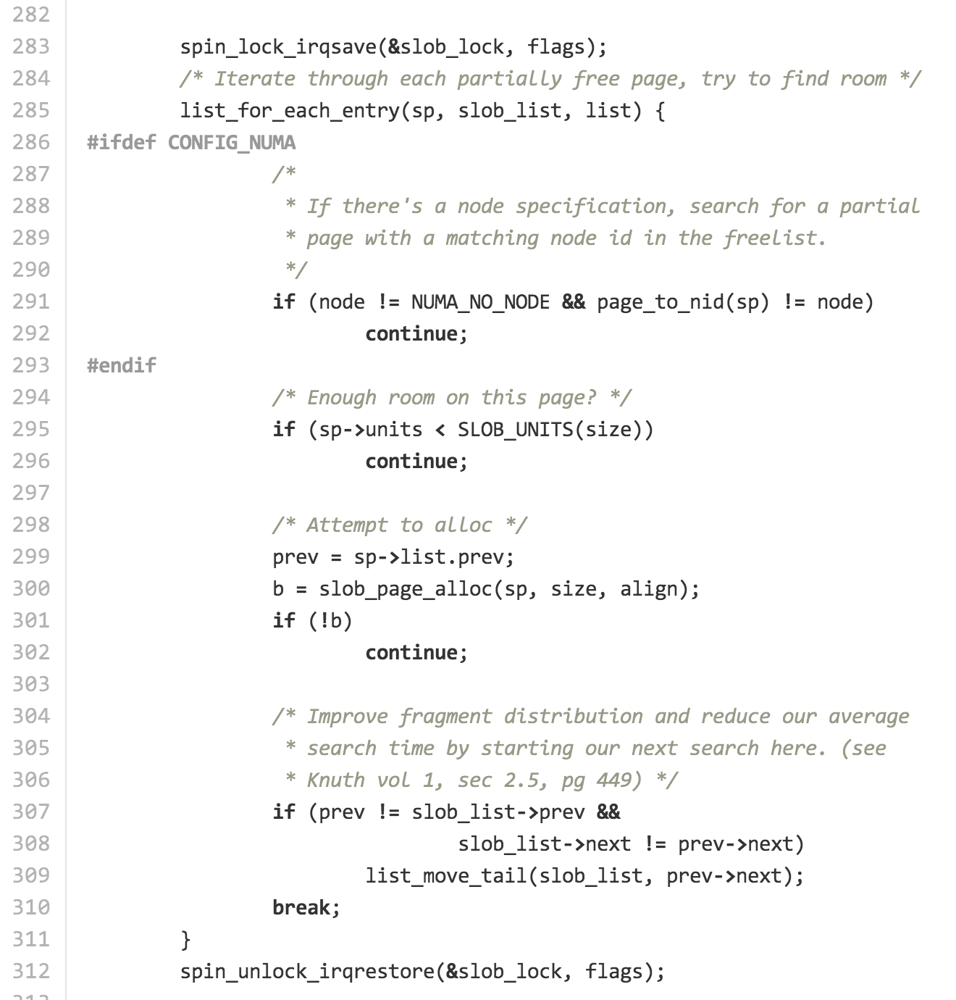 282
283 spin_lock_irqsave(&slob_lock, flags);
284 /* Iterate through each partially free page, try to find room */
285 list_for_each_entry(sp, slob_list, list) {
286 #ifdef CONFIG_NUMA
287 /*
288 * If there's a node specification, search for a partial
289 * page with a matching node id in the freelist.
290 */
291 if (node != NUMA_NO_NODE && page_to_nid(sp) != node)
292 continue;
293 #endif
294 /* Enough room on this page? */
295 if (sp->units < SLOB_UNITS(size))
296 continue;
297
298 /* Attempt to alloc */
299 prev = sp->list.prev;
300 b = slob_page_alloc(sp, size, align);
301 if (!b)
302 continue;
303
304 /* Improve fragment distribution and reduce our average
305 * search time by starting our next search here. (see
306 * Knuth vol 1, sec 2.5, pg 449) */
307 if (prev != slob_list->prev &&
308 slob_list->next != prev->next)
309 list_move_tail(slob_list, prev->next);
310 break;
311 }
312 spin_unlock_irqrestore(&slob_lock, flags);